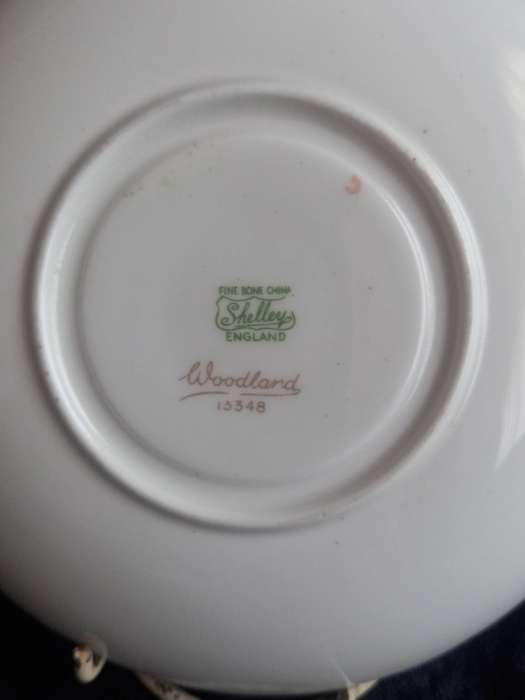 FINE BONE CHINA
Shelley
ENGLAND
Woodland
13348